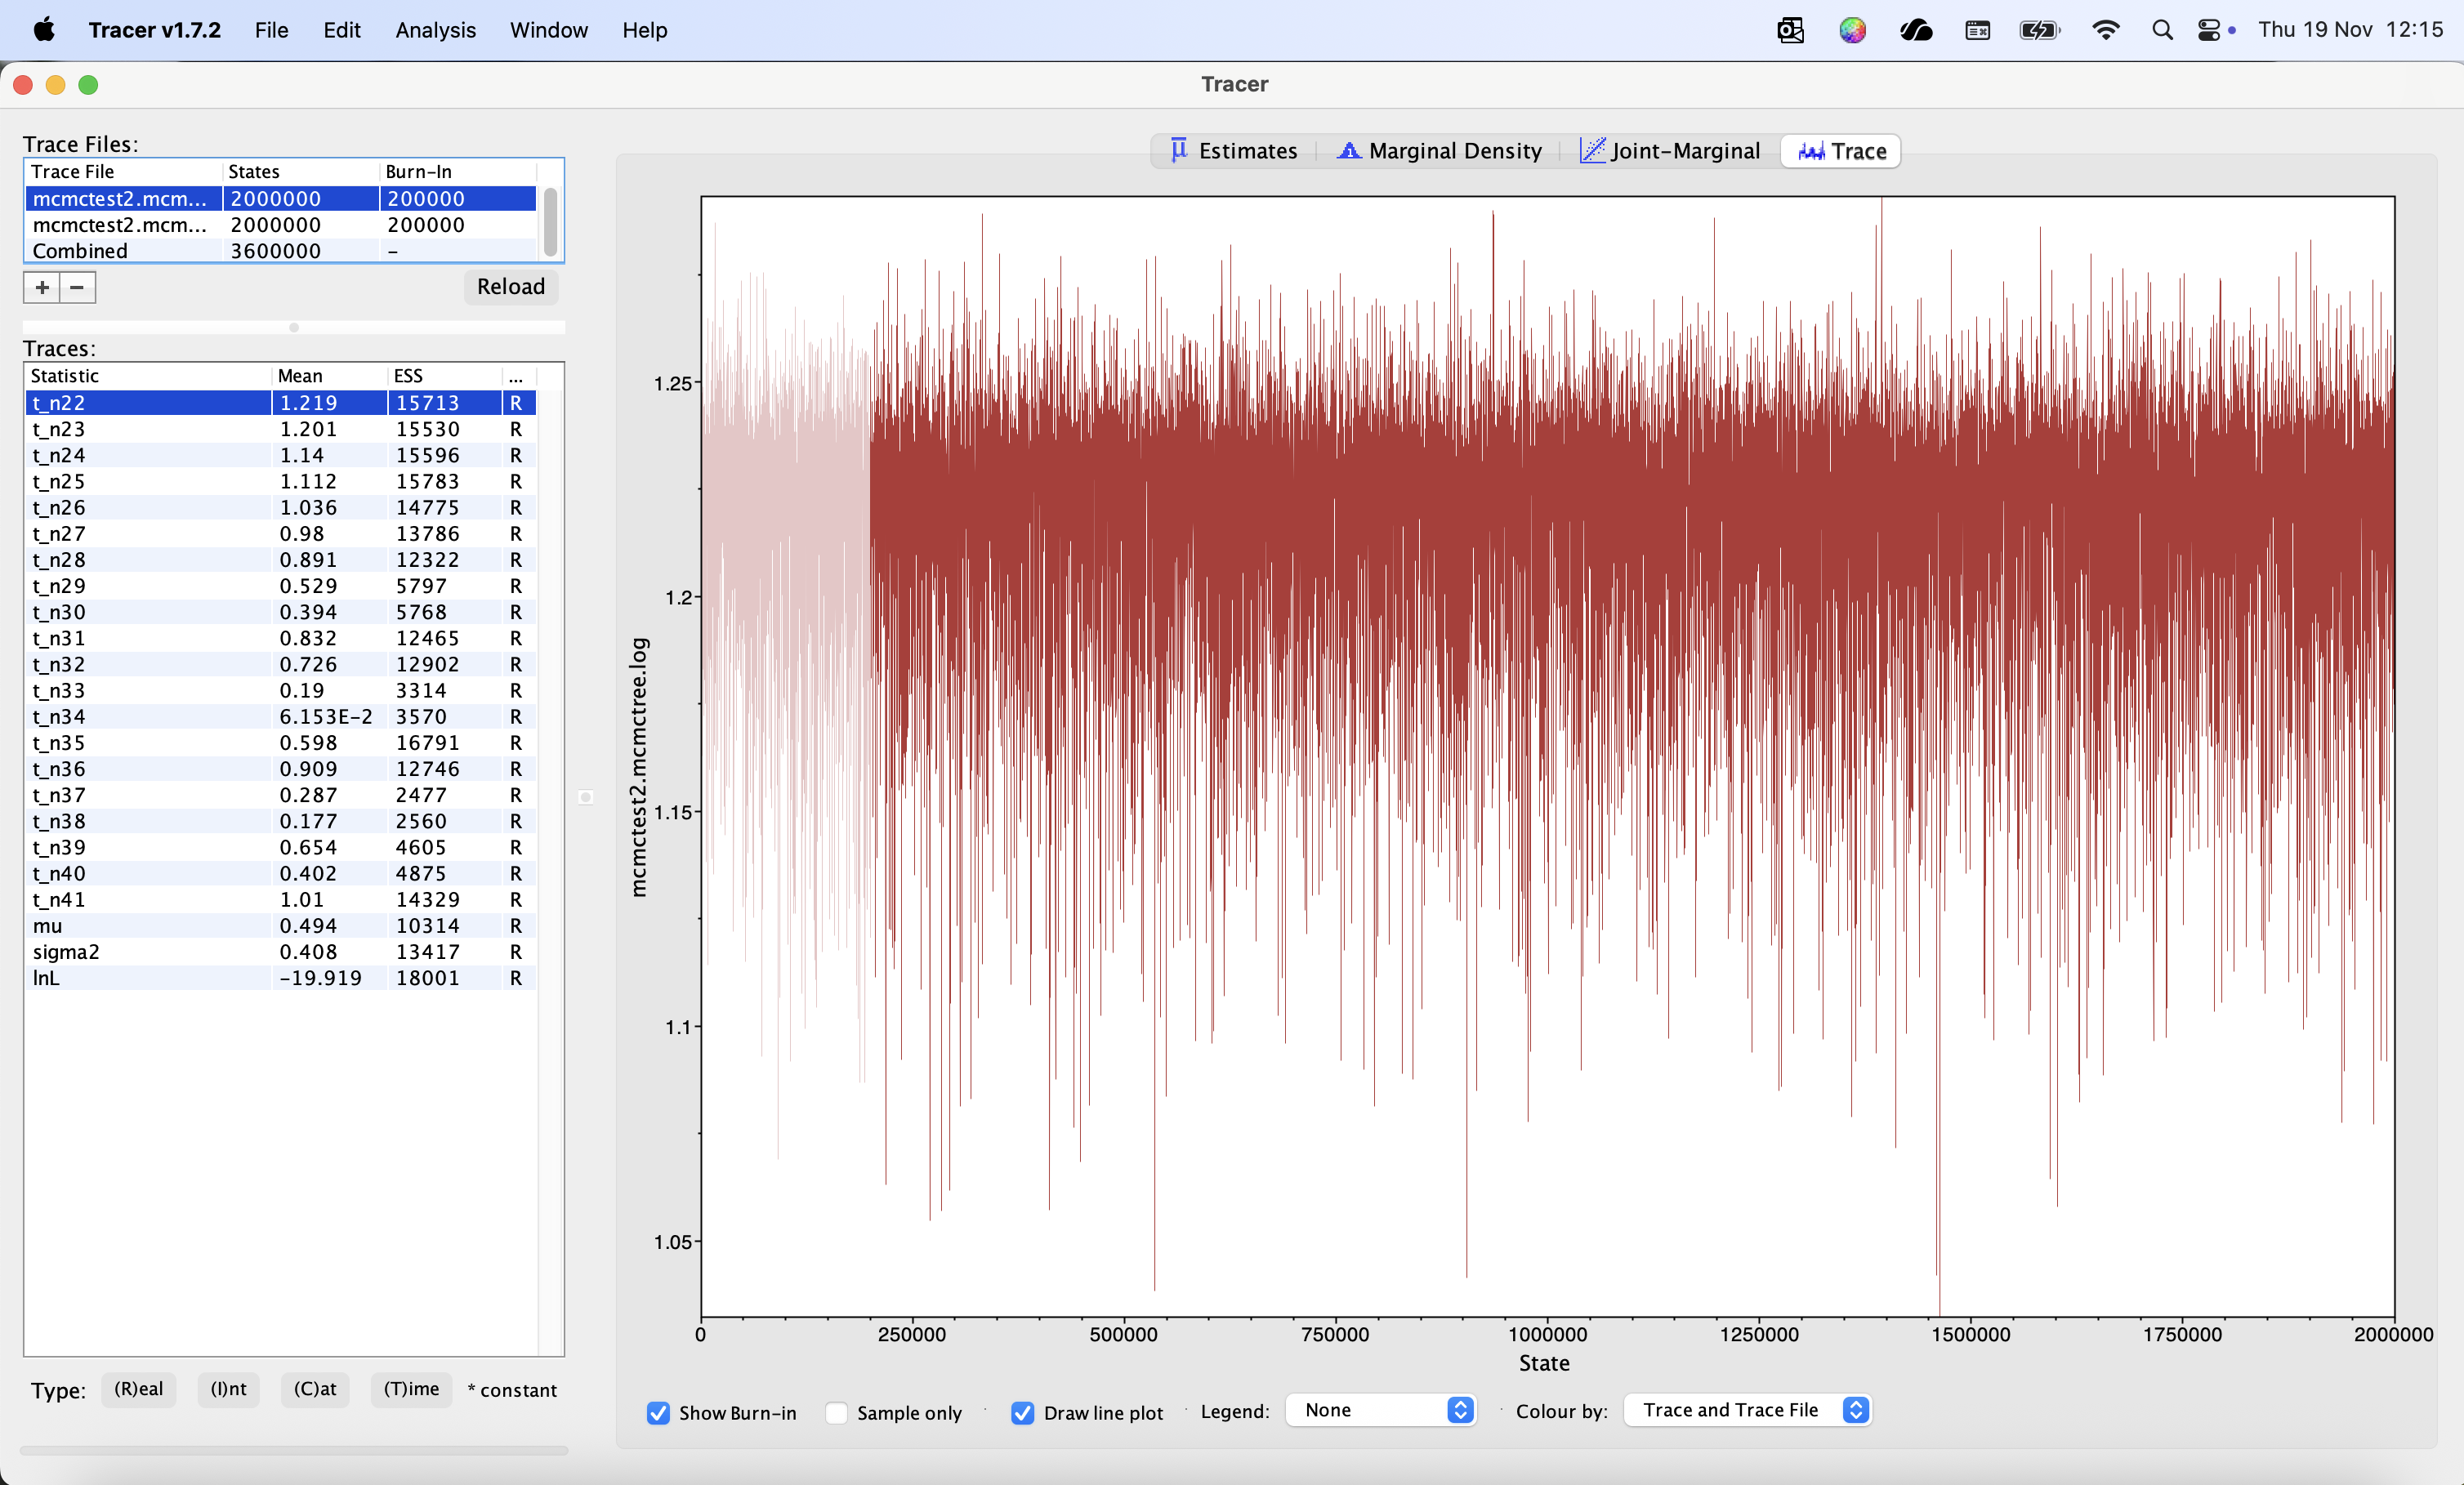 Tracer v1.7.2 File Edit Analysis Window Help Thu 19 Nov 12:15
Tracer
Trace Files:
Trace File States Burn-In
mcmctest2.mcm... 2000000 200000
mcmctest2.mcm... 2000000 200000
Combined 3600000 -
+ − Reload
Traces:
Statistic Mean ESS ...
t_n22 1.219 15713 R
t_n23 1.201 15530 R
t_n24 1.14 15596 R
t_n25 1.112 15783 R
t_n26 1.036 14775 R
t_n27 0.98 13786 R
t_n28 0.891 12322 R
t_n29 0.529 5797 R
t_n30 0.394 5768 R
t_n31 0.832 12465 R
t_n32 0.726 12902 R
t_n33 0.19 3314 R
t_n34 6.153E-2 3570 R
t_n35 0.598 16791 R
t_n36 0.909 12746 R
t_n37 0.287 2477 R
t_n38 0.177 2560 R
t_n39 0.654 4605 R
t_n40 0.402 4875 R
t_n41 1.01 14329 R
mu 0.494 10314 R
sigma2 0.408 13417 R
lnL -19.919 18001 R
Type: (R)eal (I)nt (C)at (T)ime * constant
Estimates Marginal Density Joint-Marginal Trace
mcmctest2.mcmctree.log
1.25
1.2
1.15
1.1
1.05
0 250000 500000 750000 1000000 1250000 1500000 1750000 2000000
State
Show Burn-in Sample only Draw line plot Legend: None Colour by: Trace and Trace File